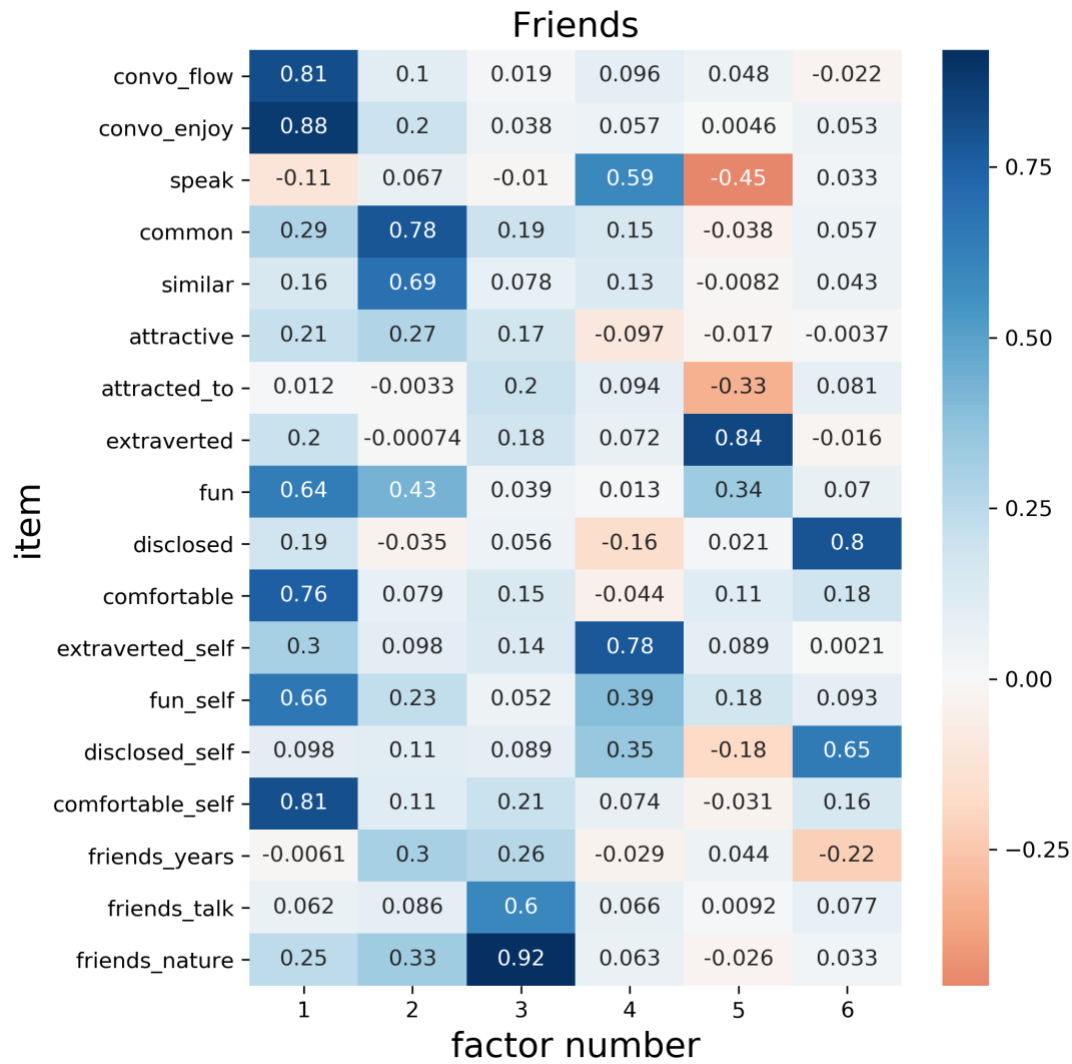 Friends
convo_flow 0.81 0.1 0.019 0.096 0.048 -0.022
convo_enjoy 0.88 0.2 0.038 0.057 0.0046 0.053
speak -0.11 0.067 -0.01 0.59 -0.45 0.033
common 0.29 0.78 0.19 0.15 -0.038 0.057
similar 0.16 0.69 0.078 0.13 -0.0082 0.043
attractive 0.21 0.27 0.17 -0.097 -0.017 -0.0037
attracted_to 0.012 -0.0033 0.2 0.094 -0.33 0.081
extraverted 0.2 -0.00074 0.18 0.072 0.84 -0.016
fun 0.64 0.43 0.039 0.013 0.34 0.07
disclosed 0.19 -0.035 0.056 -0.16 0.021 0.8
comfortable 0.76 0.079 0.15 -0.044 0.11 0.18
extraverted_self 0.3 0.098 0.14 0.78 0.089 0.0021
fun_self 0.66 0.23 0.052 0.39 0.18 0.093
disclosed_self 0.098 0.11 0.089 0.35 -0.18 0.65
comfortable_self 0.81 0.11 0.21 0.074 -0.031 0.16
friends_years -0.0061 0.3 0.26 -0.029 0.044 -0.22
friends_talk 0.062 0.086 0.6 0.066 0.0092 0.077
friends_nature 0.25 0.33 0.92 0.063 -0.026 0.033
1 2 3 4 5 6
factor number
item
0.75
0.50
0.25
0.00
−0.25